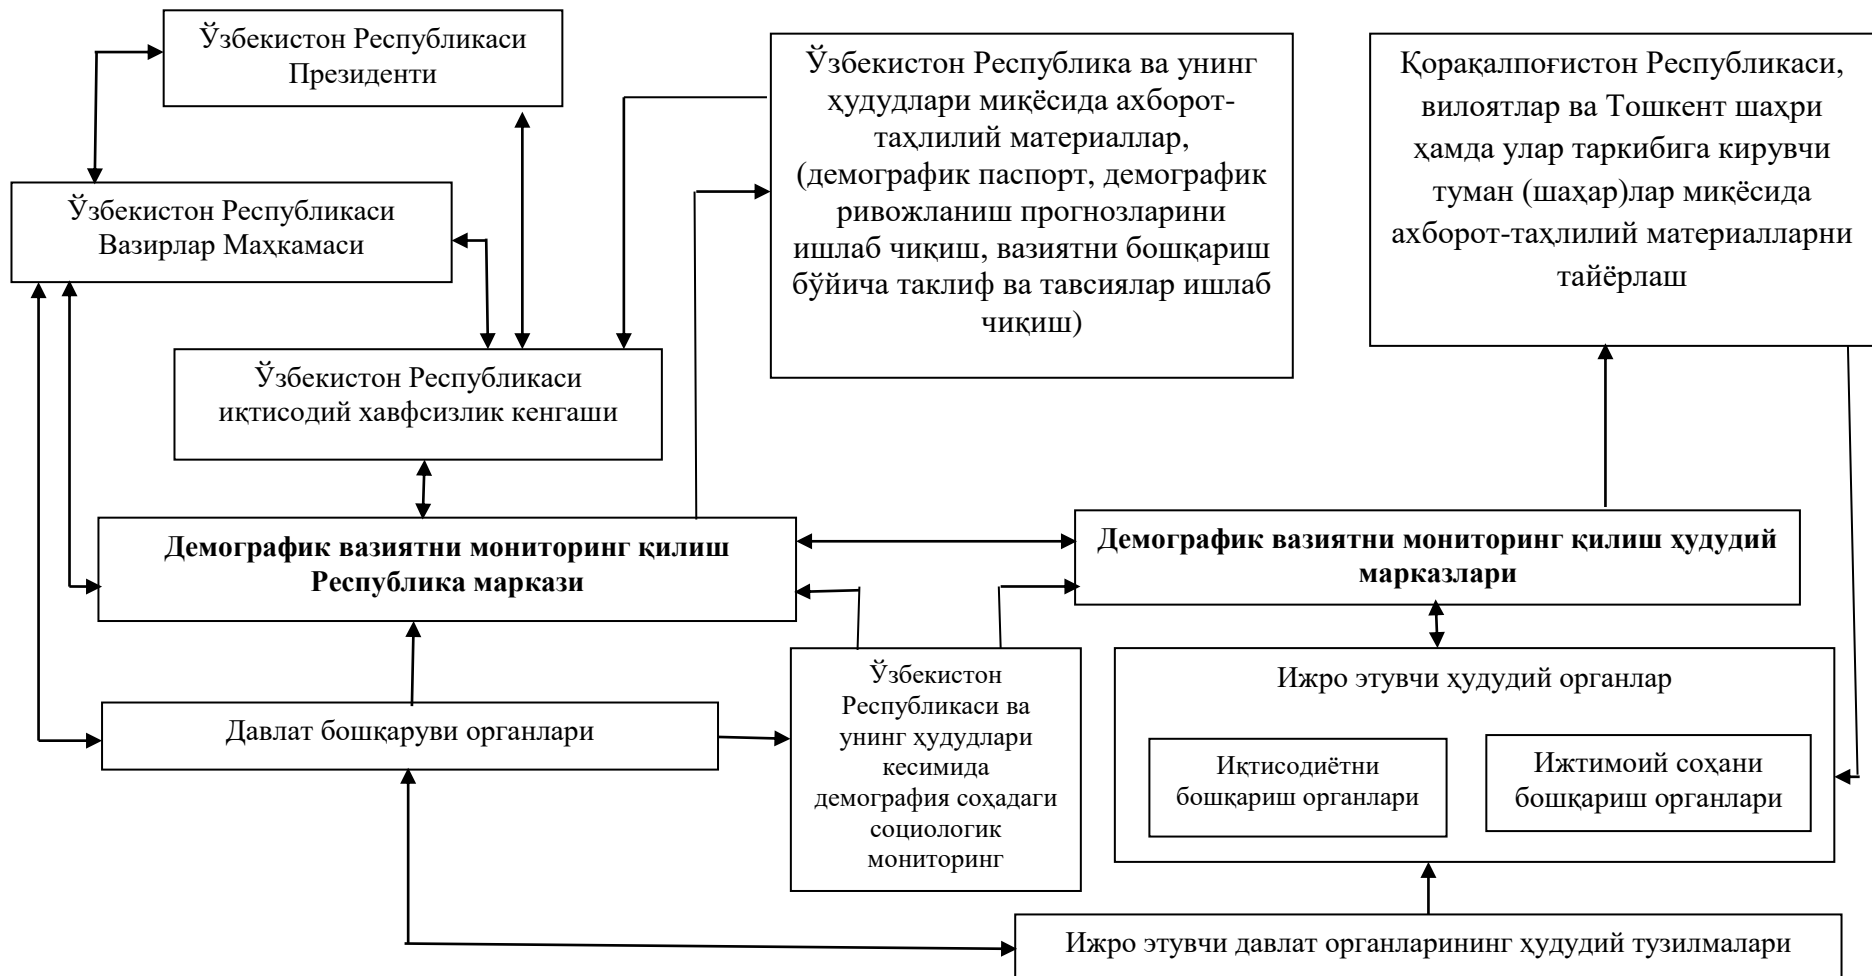 Ўзбекистон Республикаси
Президенти
Ўзбекистон Республика ва унинг
ҳудудлари миқёсида ахборот-
таҳлилий материаллар,
(демографик паспорт, демографик
ривожланиш прогнозларини
ишлаб чиқиш, вазиятни бошқариш
бўйича таклиф ва тавсиялар ишлаб
чиқиш)
Қорақалпоғистон Республикаси,
вилоятлар ва Тошкент шаҳри
ҳамда улар таркибига кирувчи
туман (шаҳар)лар миқёсида
ахборот-таҳлилий материалларни
тайёрлаш
Ўзбекистон Республикаси
Вазирлар Маҳкамаси
Ўзбекистон Республикаси
иқтисодий хавфсизлик кенгаши
Демографик вазиятни мониторинг қилиш
Республика маркази
Демографик вазиятни мониторинг қилиш ҳудудий
марказлари
Давлат бошқаруви органлари
Ўзбекистон
Республикаси ва
унинг ҳудудлари
кесимида
демография соҳадаги
социологик
мониторинг
Ижро этувчи ҳудудий органлар
Иқтисодиётни
бошқариш органлари
Ижтимоий соҳани
бошқариш органлари
Ижро этувчи давлат органларининг ҳудудий тузилмалари